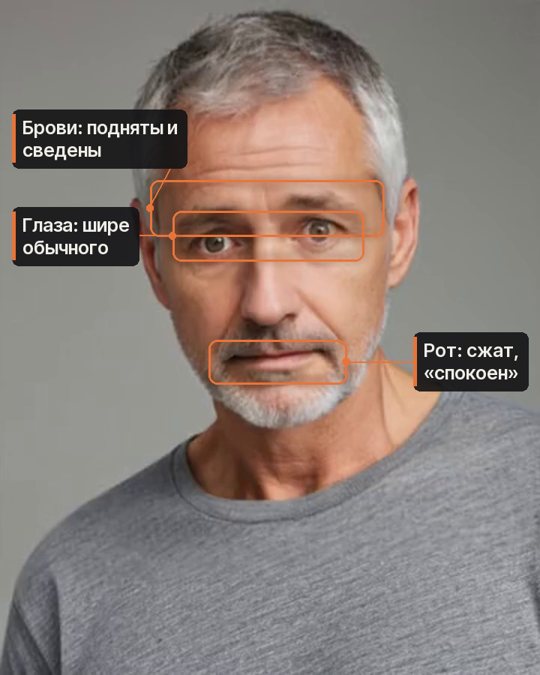 Брови: подняты и
сведены
Глаза: шире
обычного
Рот: сжат,
«спокоен»